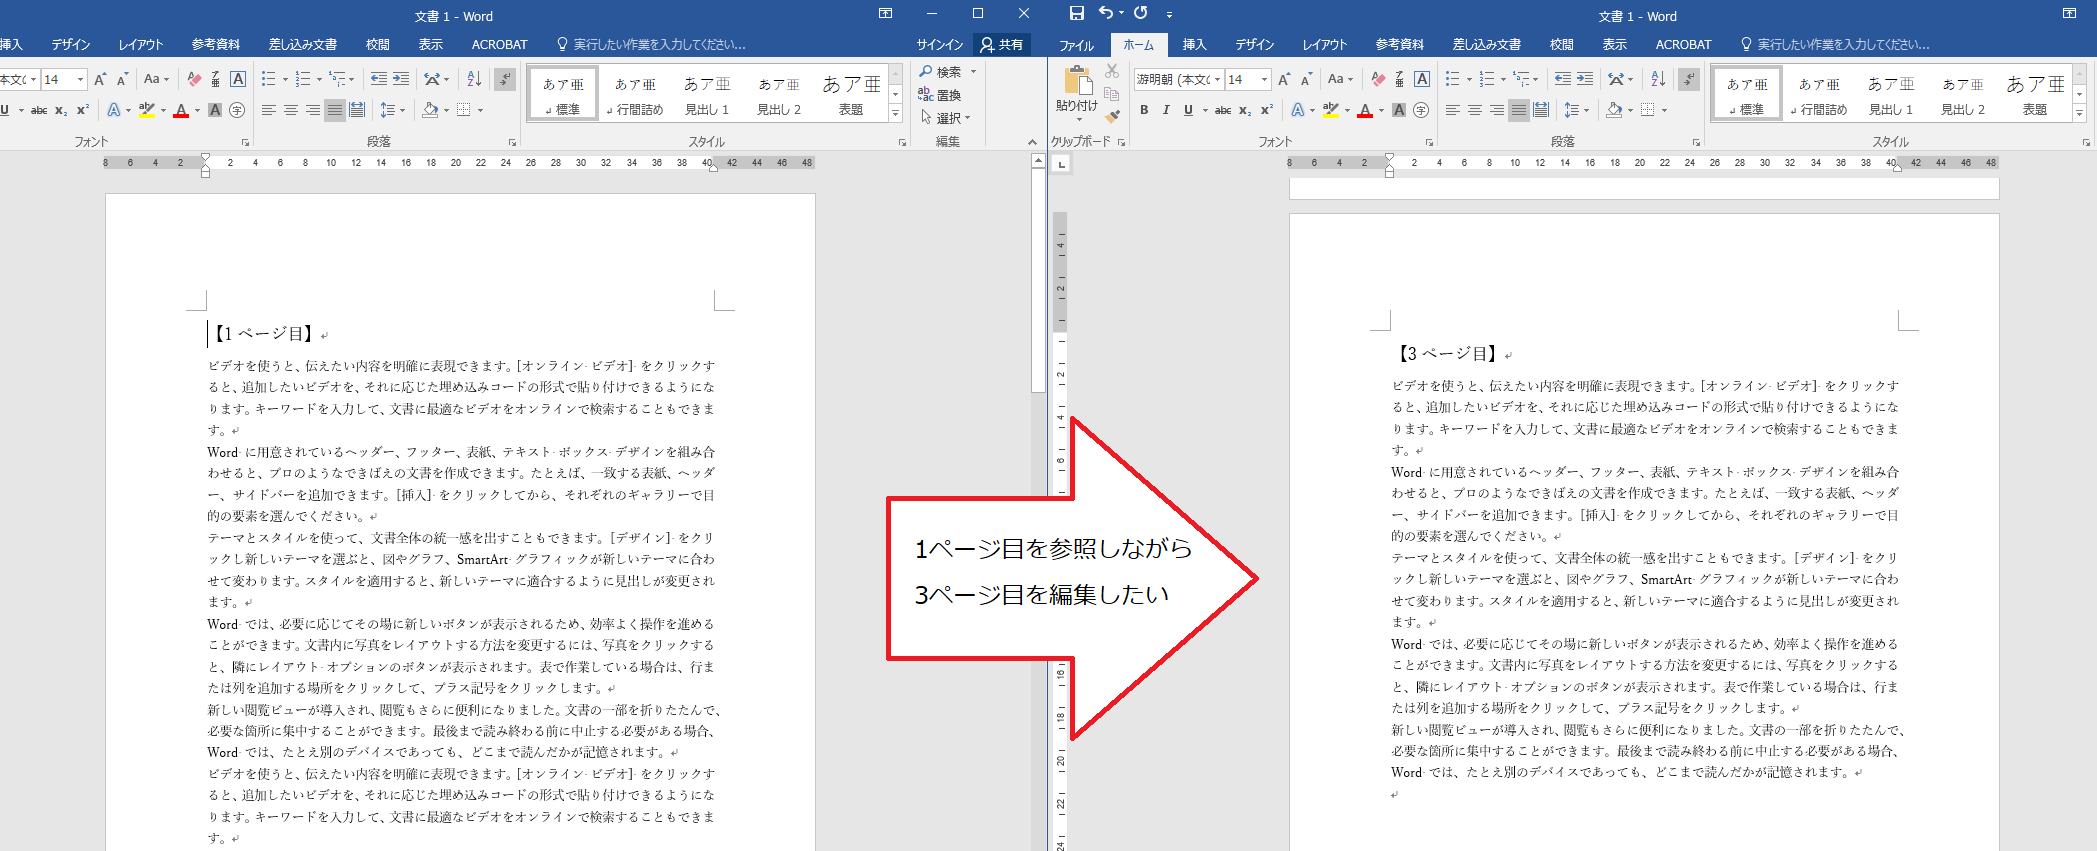 文書 1 - Word
挿入 デザイン レイアウト 参考資料 差し込み文書 校閲 表示 ACROBAT 実行したい作業を入力してください... サインイン 共有
本文( 14 Aa
U abc x₂ x² A ab A A 字
あア亜 あア亜 あア亜 あア亜 あア亜
↲ 標準 ↲ 行間詰め 見出し 1 見出し 2 表題
検索
置換
選択
フォント 段落 スタイル 編集
8 6 4 2 2 4 6 8 10 12 14 16 18 20 22 24 26 28 30 32 34 36 38 40 42 44 46 48
【1 ページ目】↵
ビデオを使うと、伝えたい内容を明確に表現できます。[オンライン ビデオ] をクリックす
ると、追加したいビデオを、それに応じた埋め込みコードの形式で貼り付けできるようにな
ります。キーワードを入力して、文書に最適なビデオをオンラインで検索することもできま
す。↵
Word に用意されているヘッダー、フッター、表紙、テキスト ボックス デザインを組み合
わせると、プロのようなできばえの文書を作成できます。たとえば、一致する表紙、ヘッダ
ー、サイドバーを追加できます。[挿入] をクリックしてから、それぞれのギャラリーで目
的の要素を選んでください。↵
テーマとスタイルを使って、文書全体の統一感を出すこともできます。[デザイン] をクリ
ックし新しいテーマを選ぶと、図やグラフ、SmartArt グラフィックが新しいテーマに合わ
せて変わります。スタイルを適用すると、新しいテーマに適合するように見出しが変更され
ます。↵
Word では、必要に応じてその場に新しいボタンが表示されるため、効率よく操作を進める
ことができます。文書内に写真をレイアウトする方法を変更するには、写真をクリックする
と、隣にレイアウト オプションのボタンが表示されます。表で作業している場合は、行ま
たは列を追加する場所をクリックして、プラス記号をクリックします。↵
新しい閲覧ビューが導入され、閲覧もさらに便利になりました。文書の一部を折りたたんで、
必要な箇所に集中することができます。最後まで読み終わる前に中止する必要がある場合、
Word では、たとえ別のデバイスであっても、どこまで読んだかが記憶されます。↵
ビデオを使うと、伝えたい内容を明確に表現できます。[オンライン ビデオ] をクリックす
ると、追加したいビデオを、それに応じた埋め込みコードの形式で貼り付けできるようにな
ります。キーワードを入力して、文書に最適なビデオをオンラインで検索することもできま
す。↵
1ページ目を参照しながら
3ページ目を編集したい
文書 1 - Word
ファイル ホーム 挿入 デザイン レイアウト 参考資料 差し込み文書 校閲 表示 ACROBAT 実行したい作業を入力してください...
貼り付け
游明朝 (本文( 14 Aa
B I U abc x₂ x² A ab A A 字
あア亜 あア亜 あア亜 あア亜 あア亜
↲ 標準 ↲ 行間詰め 見出し 1 見出し 2 表題
クリップボード フォント 段落 スタイル
8 6 4 2 2 4 6 8 10 12 14 16 18 20 22 24 26 28 30 32 34 36 38 40 42 44 46 48
4 2 2 4 6 16 18 20 22 24
【3 ページ目】↵
ビデオを使うと、伝えたい内容を明確に表現できます。[オンライン ビデオ] をクリックす
ると、追加したいビデオを、それに応じた埋め込みコードの形式で貼り付けできるようにな
ります。キーワードを入力して、文書に最適なビデオをオンラインで検索することもできま
す。↵
Word に用意されているヘッダー、フッター、表紙、テキスト ボックス デザインを組み合
わせると、プロのようなできばえの文書を作成できます。たとえば、一致する表紙、ヘッダ
ー、サイドバーを追加できます。[挿入] をクリックしてから、それぞれのギャラリーで目
的の要素を選んでください。↵
テーマとスタイルを使って、文書全体の統一感を出すこともできます。[デザイン] をクリ
ックし新しいテーマを選ぶと、図やグラフ、SmartArt グラフィックが新しいテーマに合わ
せて変わります。スタイルを適用すると、新しいテーマに適合するように見出しが変更され
ます。↵
Word では、必要に応じてその場に新しいボタンが表示されるため、効率よく操作を進める
ことができます。文書内に写真をレイアウトする方法を変更するには、写真をクリックする
と、隣にレイアウト オプションのボタンが表示されます。表で作業している場合は、行ま
たは列を追加する場所をクリックして、プラス記号をクリックします。↵
新しい閲覧ビューが導入され、閲覧もさらに便利になりました。文書の一部を折りたたんで、
必要な箇所に集中することができます。最後まで読み終わる前に中止する必要がある場合、
Word では、たとえ別のデバイスであっても、どこまで読んだかが記憶されます。↵
↵